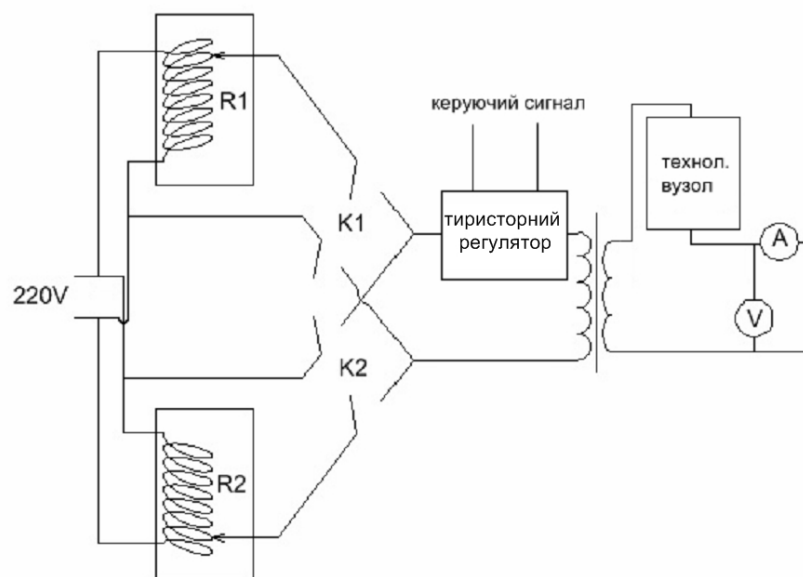 R1
керуючий сигнал
технол.
вузол
K1
тиристорний
регулятор
A
220V
V
K2
R2